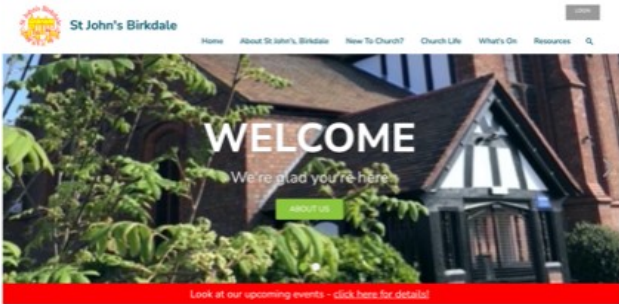 LOGIN
St John's Birkdale
Home About St John's, Birkdale New To Church? Church Life What's On Resources
WELCOME
We're glad you're here
ABOUT US
Look at our upcoming events - click here for details!